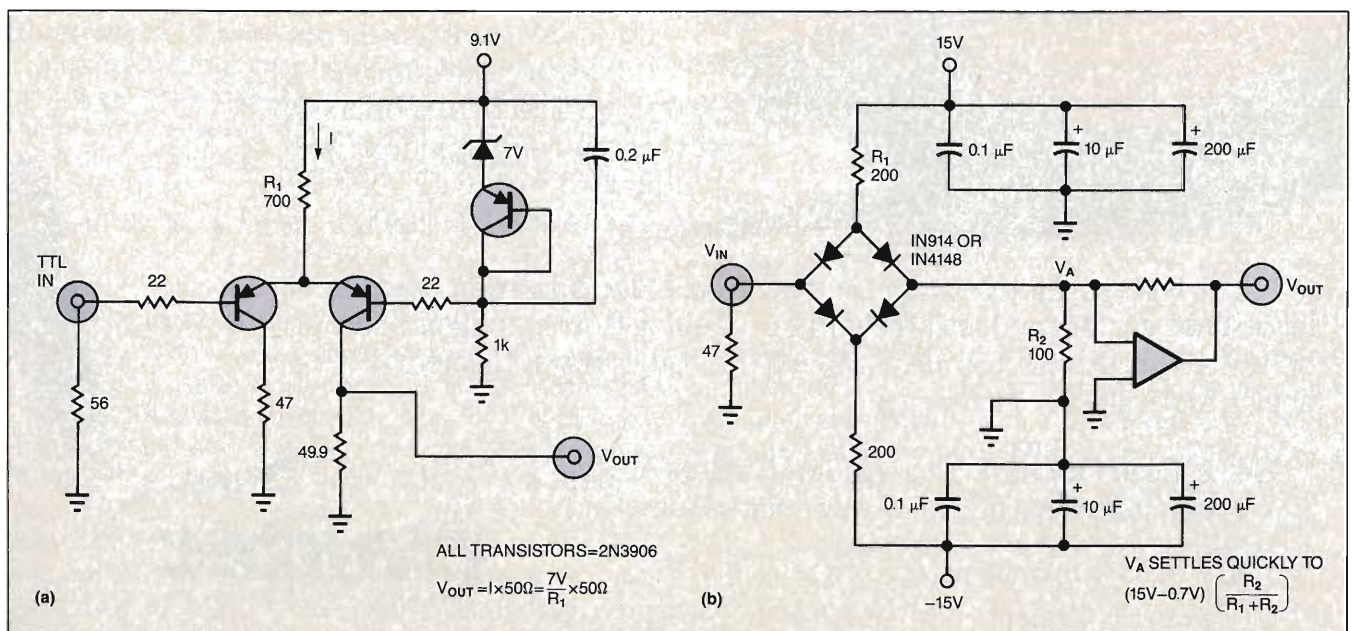 9.1V
I
7V
0.2 µF
R1
700
TTL
IN
22
22
1k
56
47
49.9
VOUT
ALL TRANSISTORS=2N3906
VOUT=I×50Ω=7V/R1×50Ω
(a)
15V
R1
200
0.1 µF
+
10 µF
+
200 µF
IN914 OR
IN4148
VIN
VA
VOUT
47
R2
100
200
0.1 µF
+
10 µF
+
200 µF
–15V
VA SETTLES QUICKLY TO
(15V–0.7V) (R2/R1+R2)
(b)